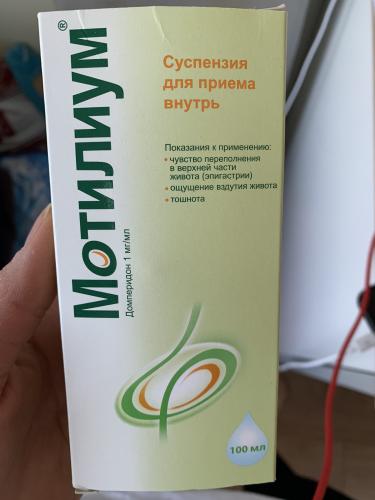 Мотилиум®
Домперидон 1 мг/мл
Суспензия
для приема
внутрь
Показания к применению:
• чувство переполнения
в верхней части
живота (эпигастрии)
• ощущение вздутия живота
• тошнота
100 мл